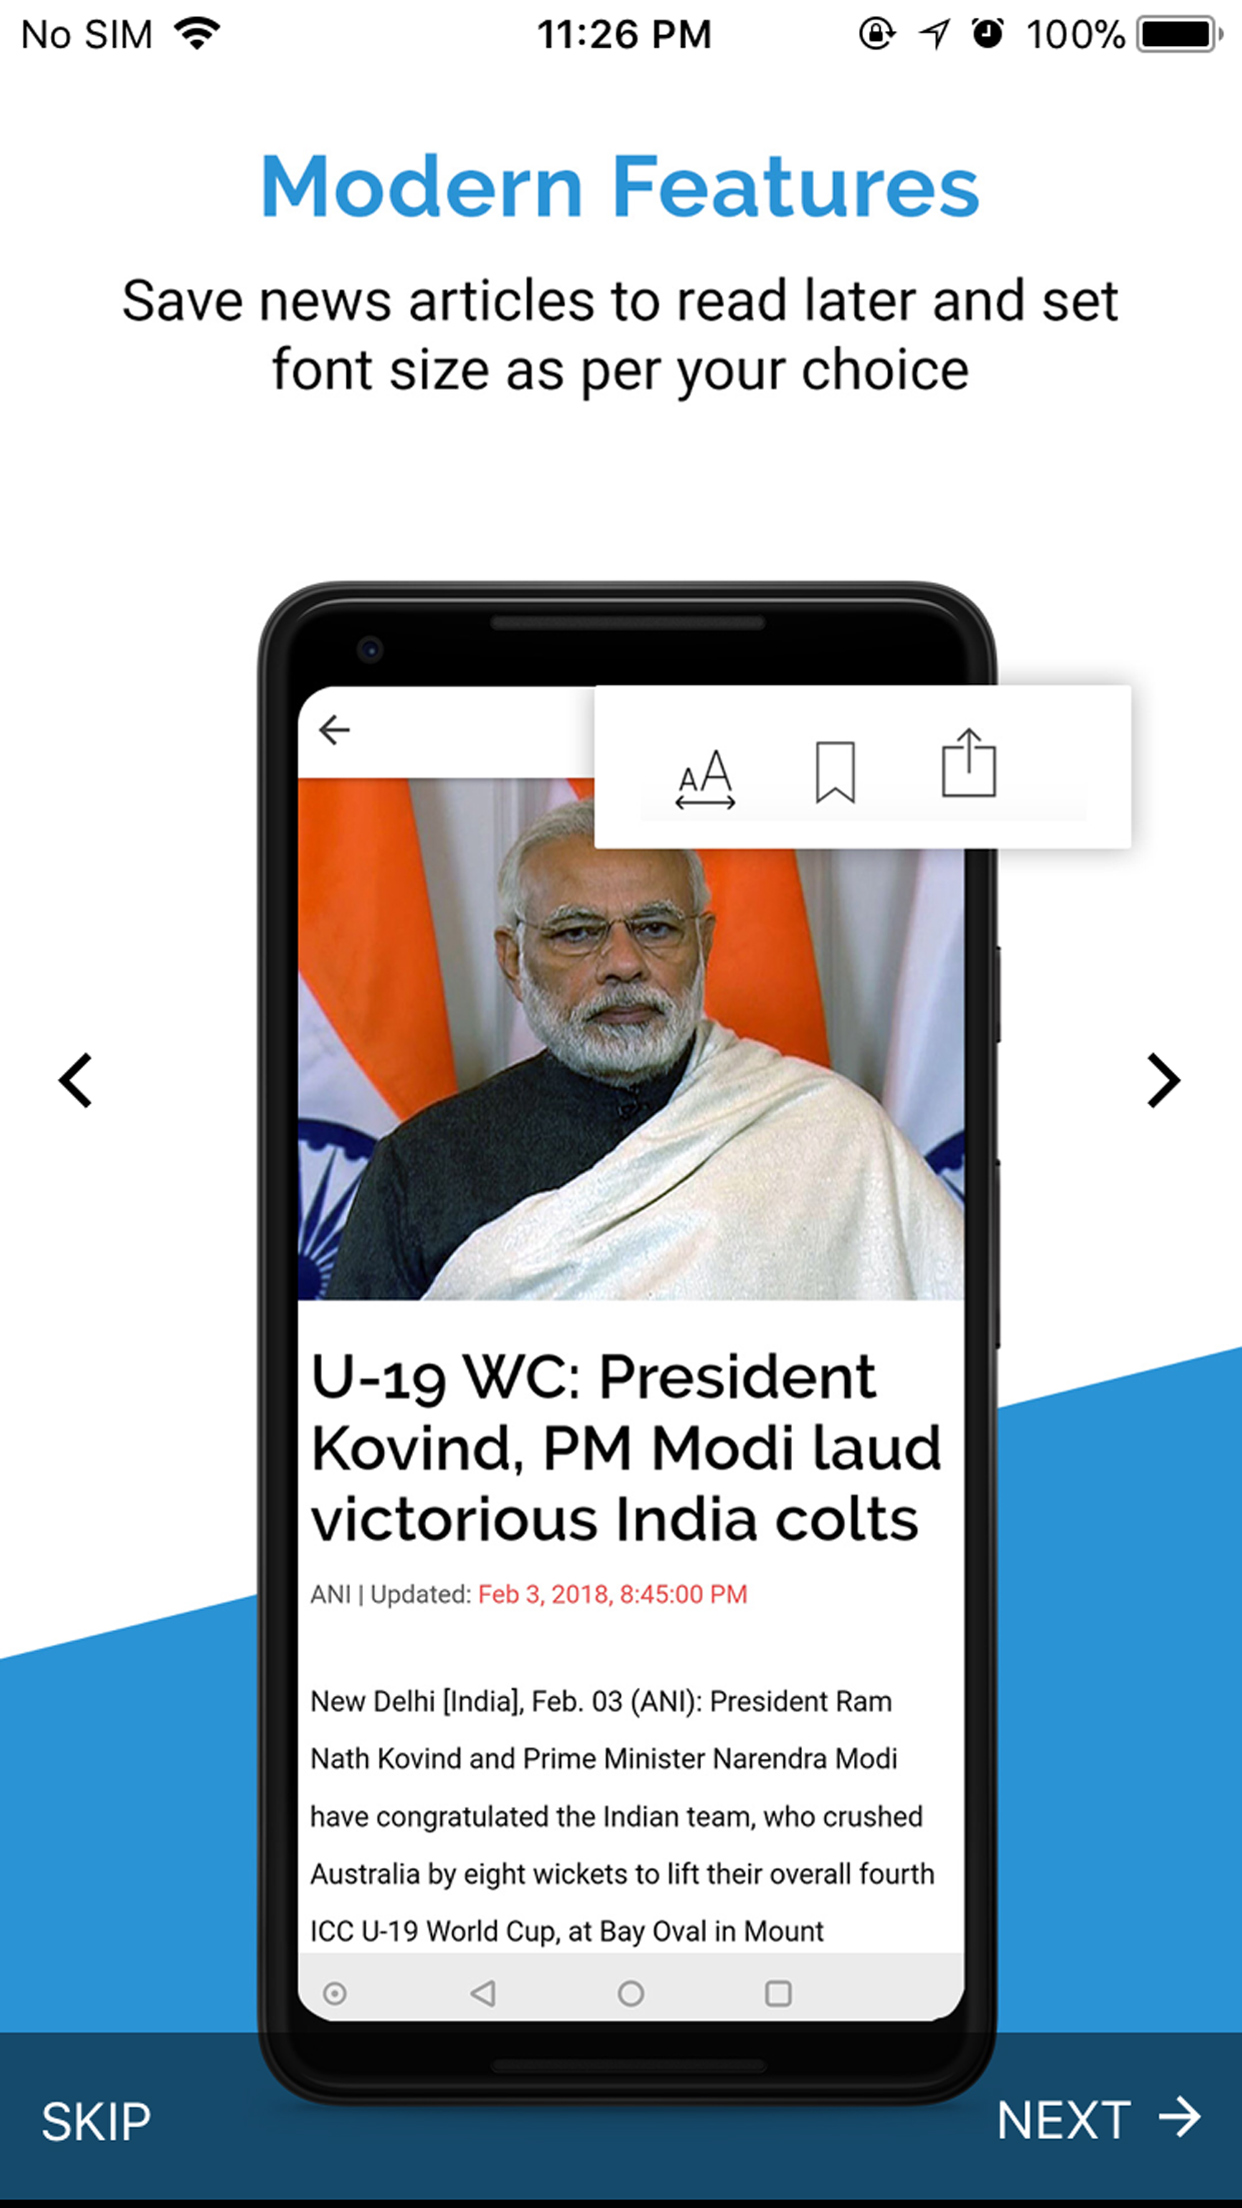 No SIM 11:26 PM 100%
Modern Features
Save news articles to read later and set
font size as per your choice
AA
U-19 WC: President
Kovind, PM Modi laud
victorious India colts
ANI | Updated: Feb 3, 2018, 8:45:00 PM
New Delhi [India], Feb. 03 (ANI): President Ram
Nath Kovind and Prime Minister Narendra Modi
have congratulated the Indian team, who crushed
Australia by eight wickets to lift their overall fourth
ICC U-19 World Cup, at Bay Oval in Mount
SKIP NEXT